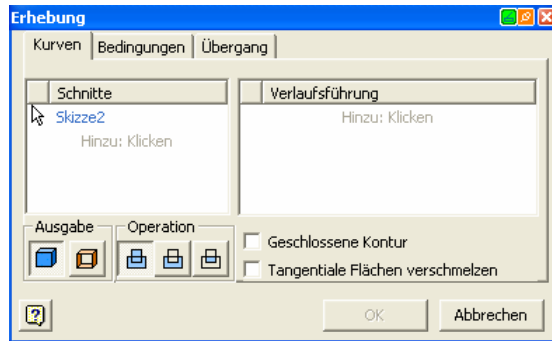 Erhebung
Kurven Bedingungen Übergang
Schnitte
Skizze2
Hinzu: Klicken
Verlaufsführung
Hinzu: Klicken
Ausgabe Operation
Geschlossene Kontur
Tangentiale Flächen verschmelzen
? OK Abbrechen